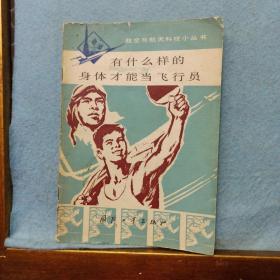 航空与航天科技小丛书
有什么样的
身体才能当飞行员
国防工业出版社